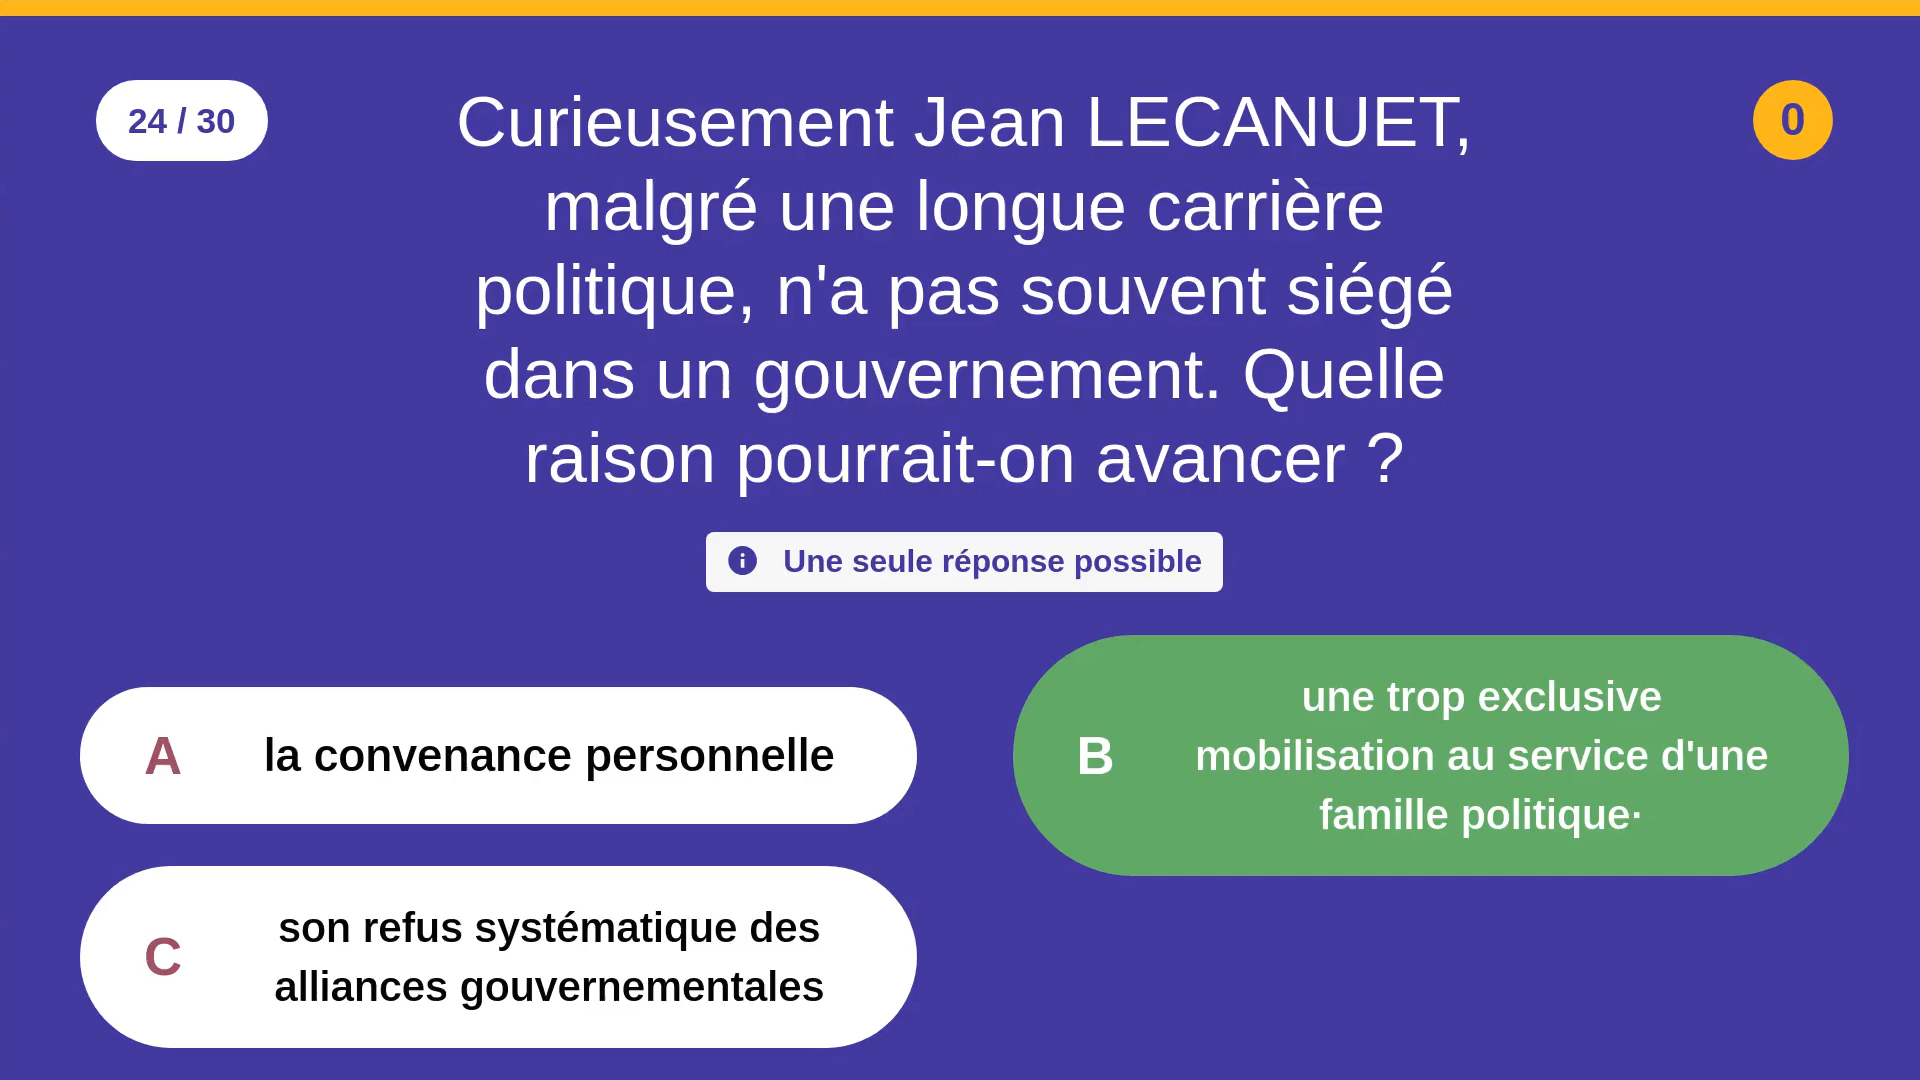 24 / 30
Curieusement Jean LECANUET,
malgré une longue carrière
politique, n'a pas souvent siégé
dans un gouvernement. Quelle
raison pourrait-on avancer ?
0
Une seule réponse possible
A
la convenance personnelle
B
une trop exclusive
mobilisation au service d'une
famille politique·
C
son refus systématique des
alliances gouvernementales